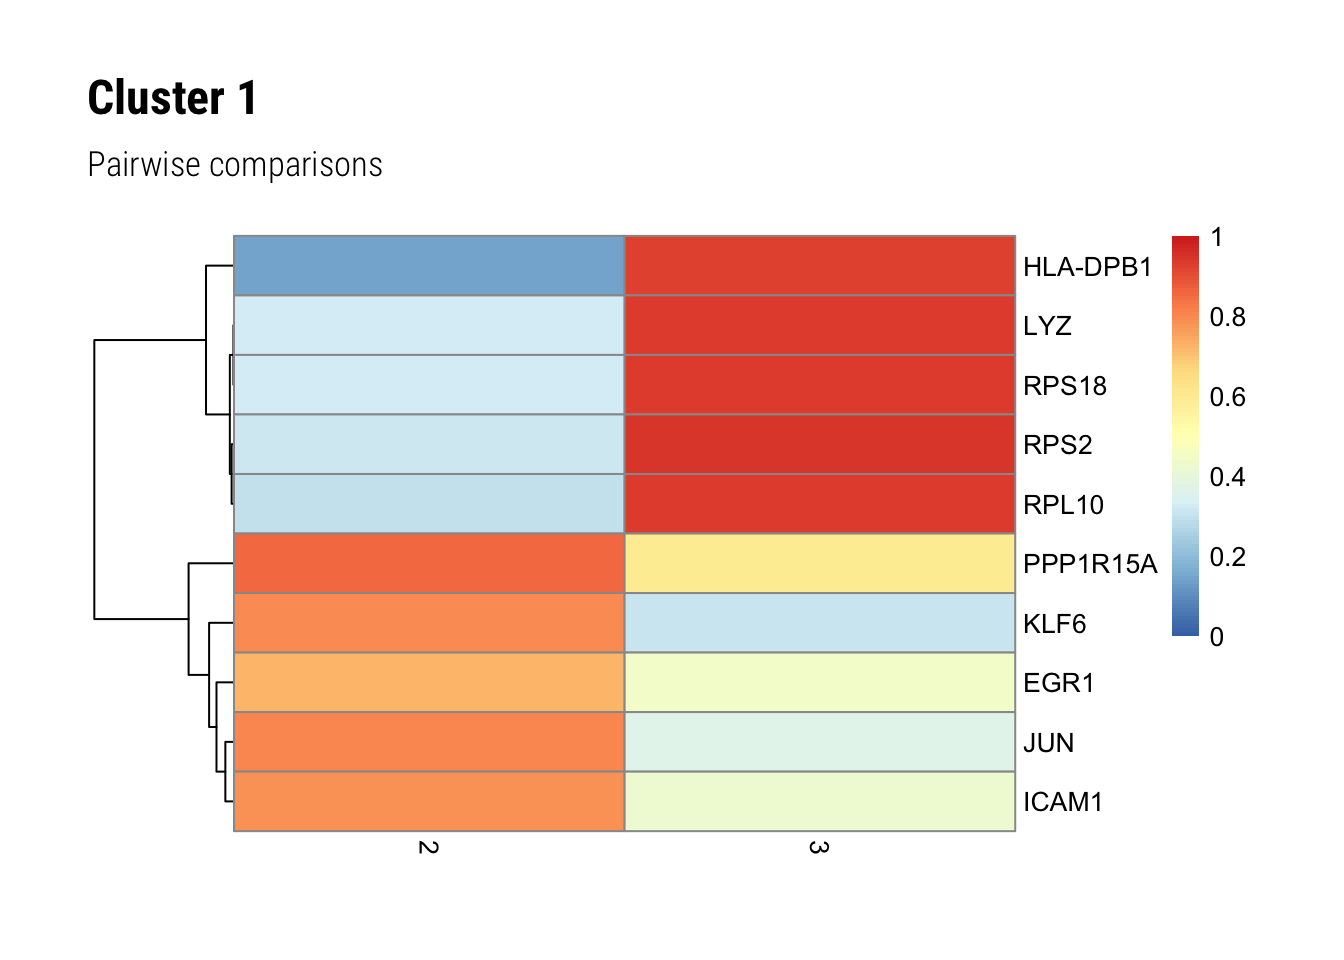 Cluster 1
Pairwise comparisons
HLA-DPB1
LYZ
RPS18
RPS2
RPL10
PPP1R15A
KLF6
EGR1
JUN
ICAM1
1
0.8
0.6
0.4
0.2
0
2
3